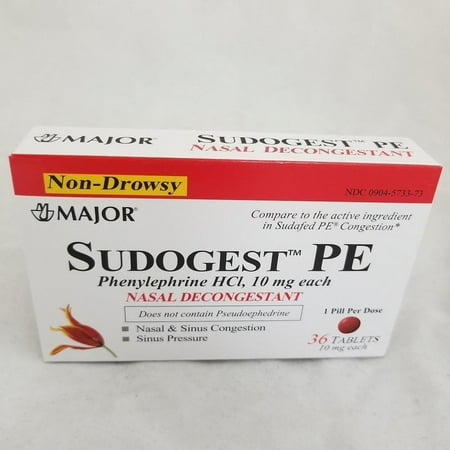 MAJOR®
SUDOGEST™ PE
NASAL DECONGESTANT
Non-Drowsy
NDC 0904-5733-73
MAJOR®
Compare to the active ingredient
in Sudafed PE® Congestion*
SUDOGEST™ PE
Phenylephrine HCl, 10 mg each
NASAL DECONGESTANT
Does not contain Pseudoephedrine
Nasal & Sinus Congestion
Sinus Pressure
1 Pill Per Dose
36 TABLETS
10 mg each